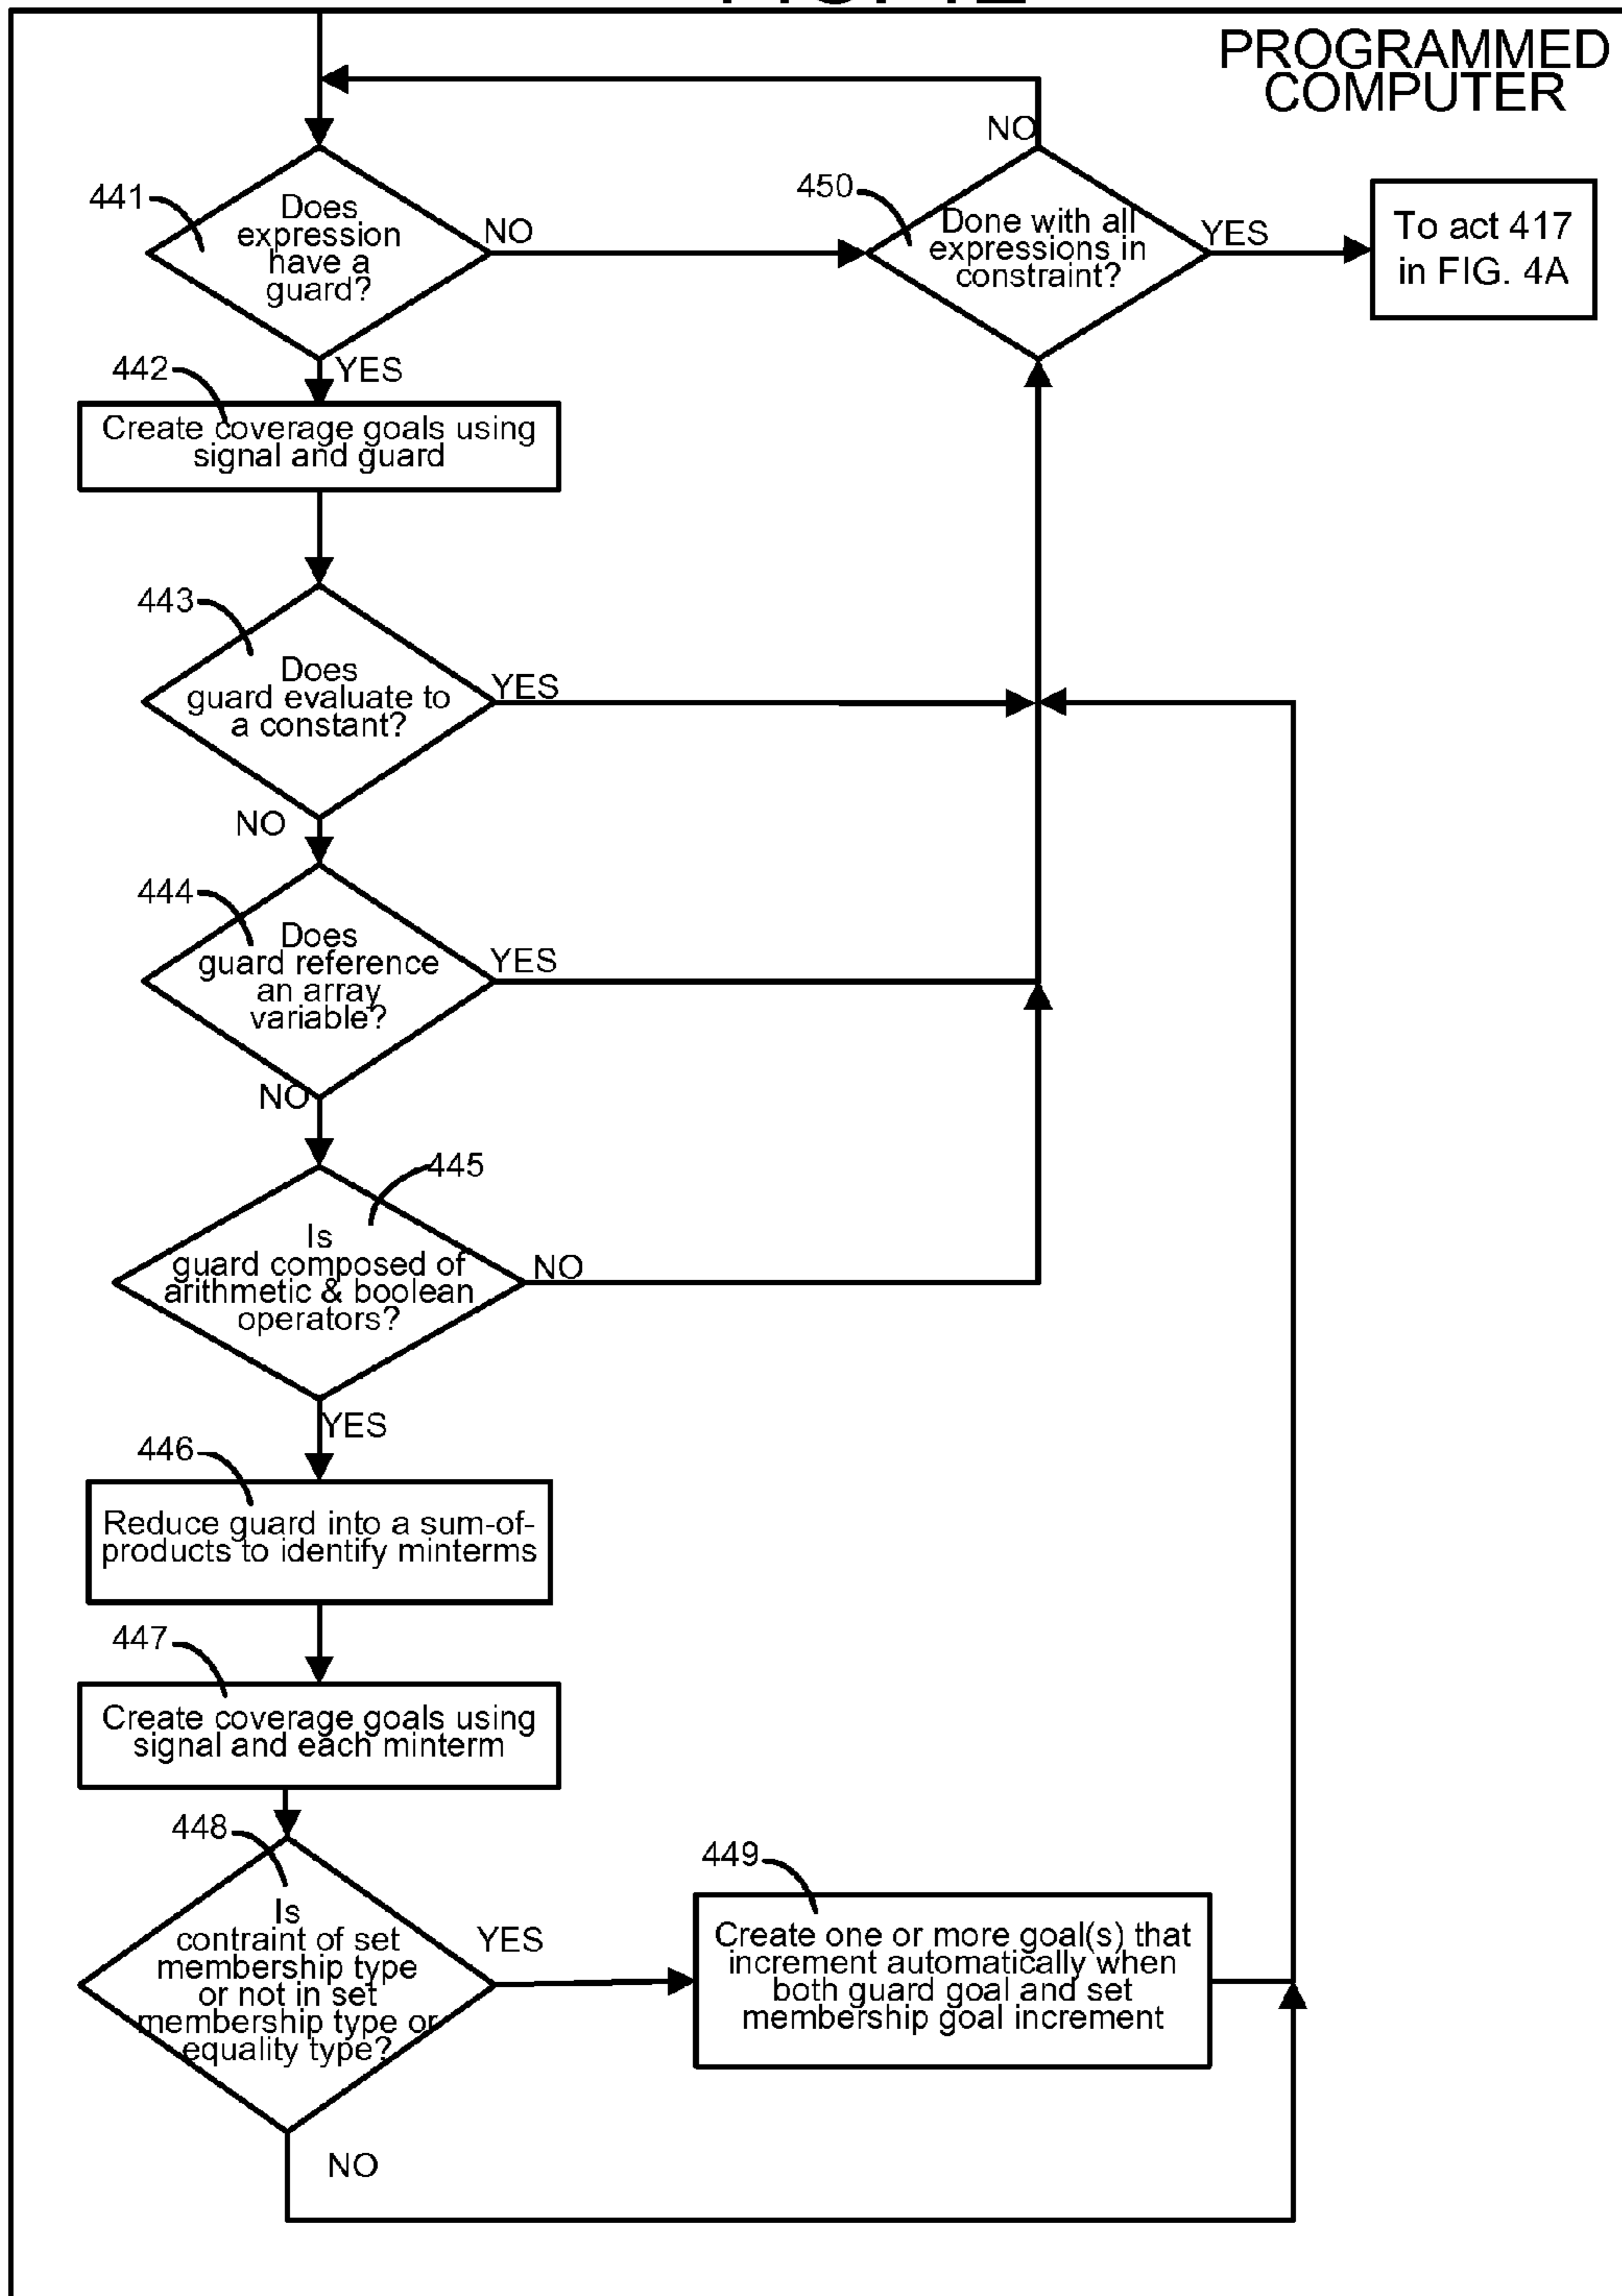 PROGRAMMED
COMPUTER
NO
441
Does
expression
have a
guard?
NO
450
Done with all
expressions in
constraint?
YES
To act 417
in FIG. 4A
YES
442
Create coverage goals using
signal and guard
443
Does
guard evaluate to
a constant?
YES
NO
444
Does
guard reference
an array
variable?
YES
NO
445
Is
guard composed of
arithmetic & boolean
operators?
NO
YES
446
Reduce guard into a sum-of-
products to identify minterms
447
Create coverage goals using
signal and each minterm
448
Is
contraint of set
membership type
or not in set
membership type or
equality type?
YES
449
Create one or more goal(s) that
increment automatically when
both guard goal and set
membership goal increment
NO